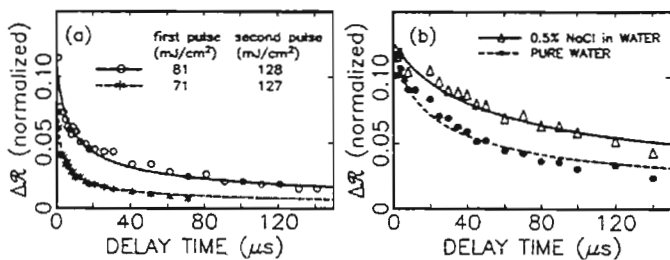 (a)
first pulse second pulse
(mJ/cm²) (mJ/cm²)
81 128
71 127
ΔR (normalized)
0.10
0.05
0
0 40 80 120
DELAY TIME (μs)
(b)
0.5% NaCl in WATER
PURE WATER
ΔR (normalized)
0.10
0.05
0
0 40 80 120
DELAY TIME (μs)